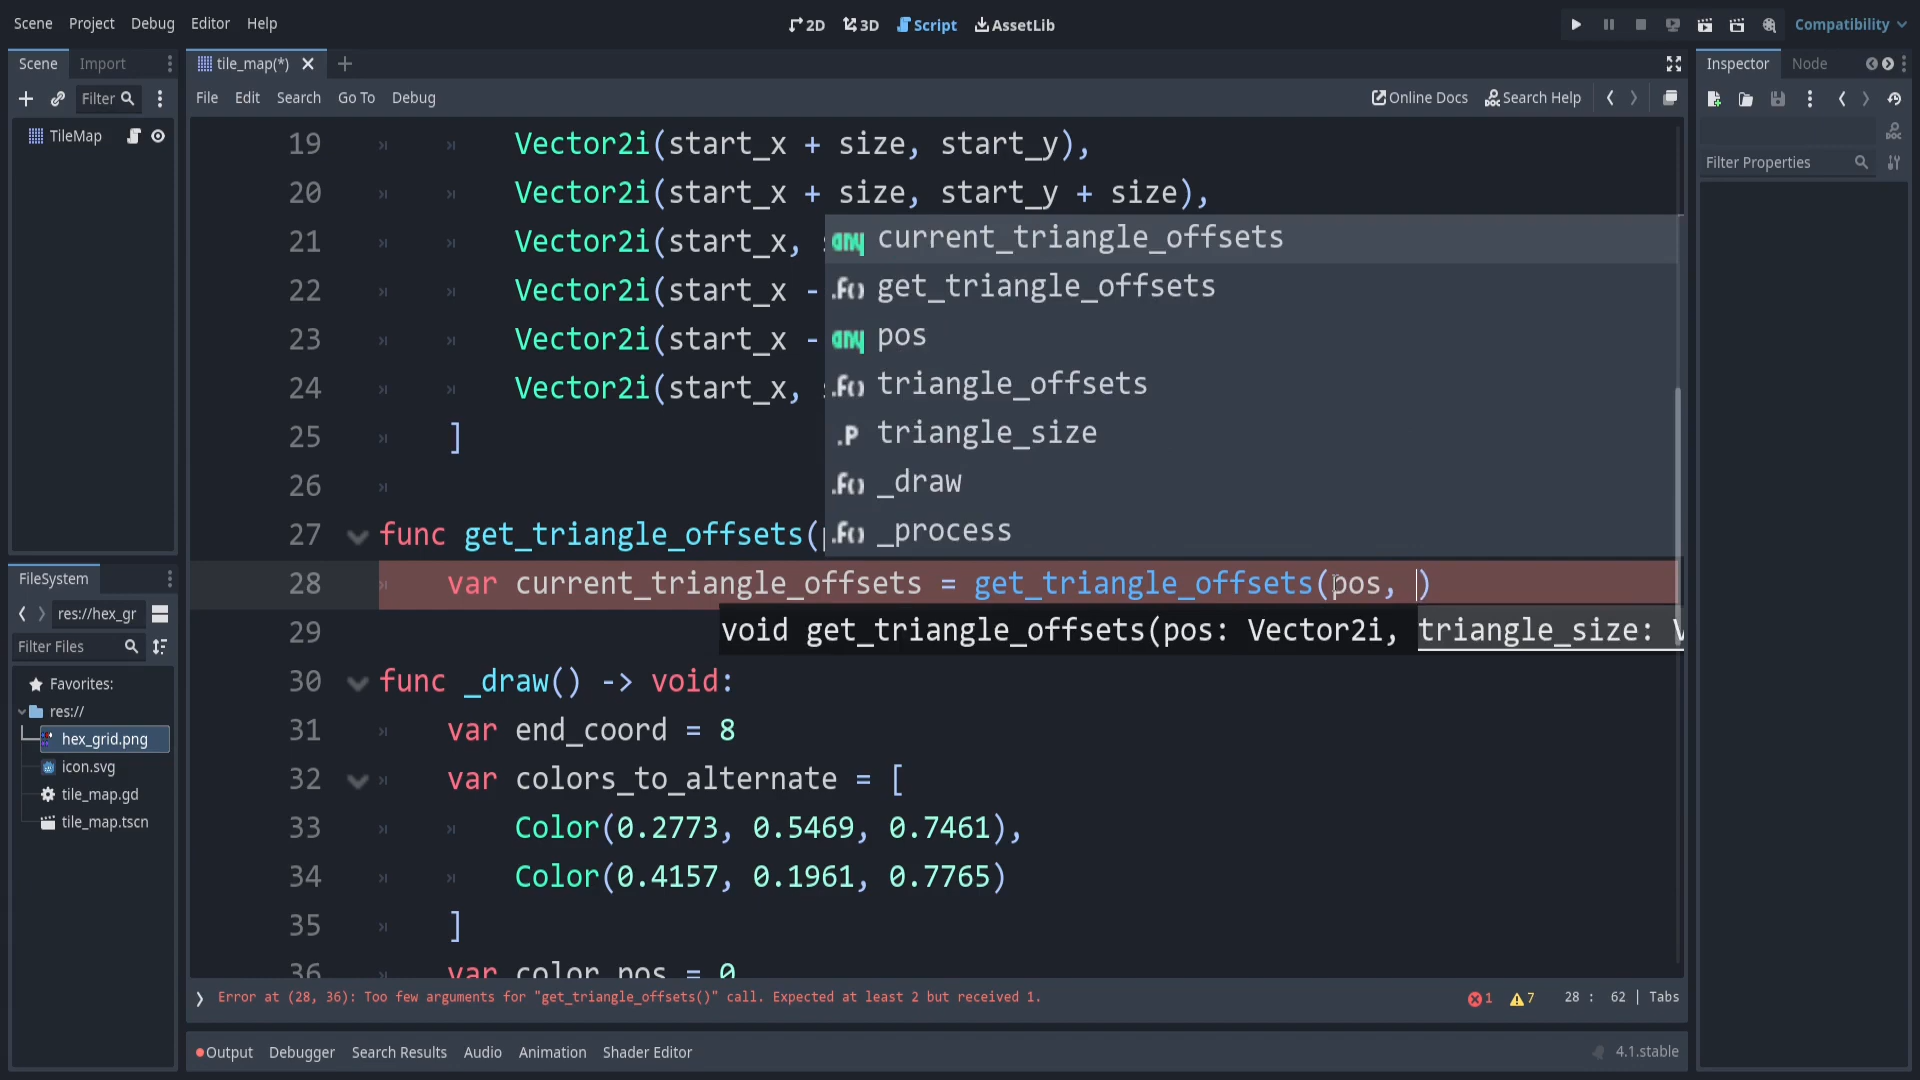 Scene Project Debug Editor Help
2D 3D Script AssetLib
Compatibility
Scene Import
tile_map(*)
Inspector Node
Filter
File Edit Search Go To Debug
Online Docs Search Help
TileMap
Filter Properties
19 Vector2i(start_x + size, start_y),
20 Vector2i(start_x + size, start_y + size),
21 Vector2i(start_x,
22 Vector2i(start_x -
23 Vector2i(start_x -
24 Vector2i(start_x,
25 ]
26
27 func get_triangle_offsets(
28 var current_triangle_offsets = get_triangle_offsets(pos, )
29
30 func _draw() -> void:
31 var end_coord = 8
32 var colors_to_alternate = [
33 Color(0.2773, 0.5469, 0.7461),
34 Color(0.4157, 0.1961, 0.7765)
35 ]
36 var color_pos = 0
any current_triangle_offsets
.F() get_triangle_offsets
any pos
.F() triangle_offsets
.P triangle_size
.F() _draw
.F() _process
void get_triangle_offsets(pos: Vector2i, triangle_size:
FileSystem
res://hex_gr
Filter Files
Favorites:
res://
hex_grid.png
icon.svg
tile_map.gd
tile_map.tscn
Error at (28, 36): Too few arguments for "get_triangle_offsets()" call. Expected at least 2 but received 1.
1 7 28 : 62 | Tabs
Output Debugger Search Results Audio Animation Shader Editor
4.1.stable